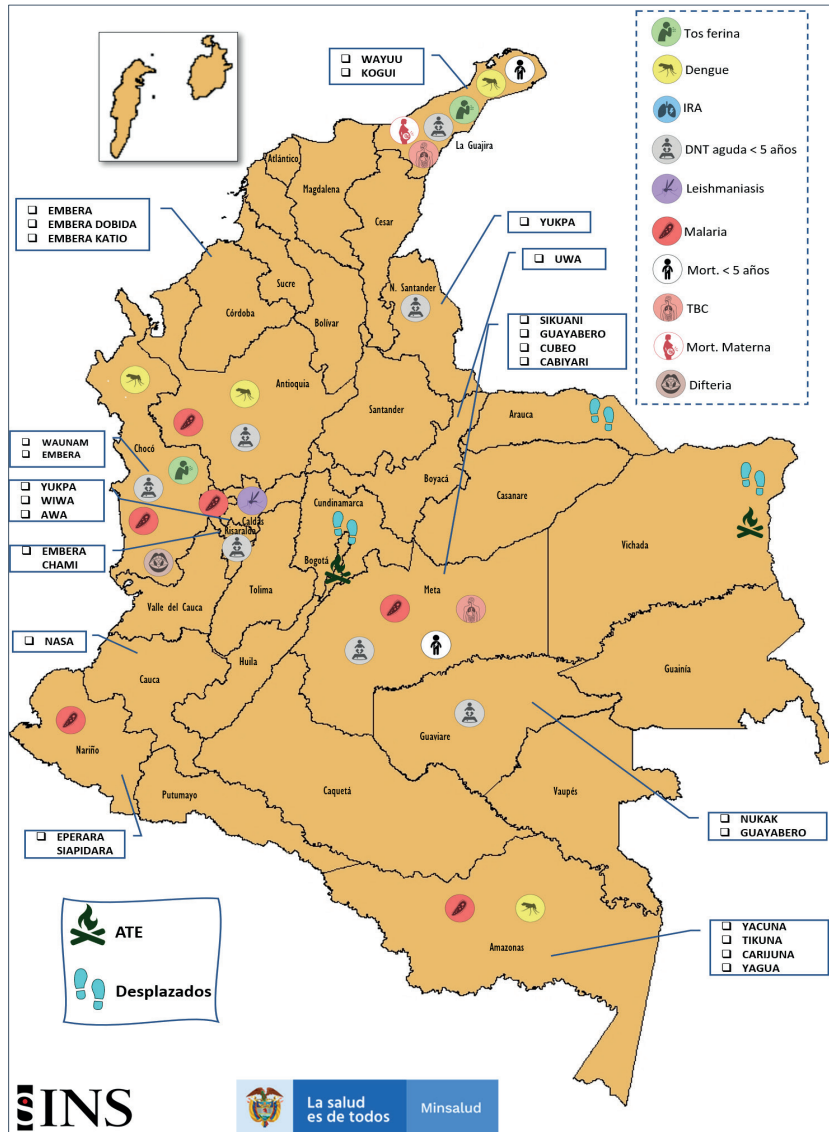 WAYUU
KOGUI
Tos ferina
Dengue
IRA
DNT aguda < 5 años
Leishmaniasis
Malaria
Mort. < 5 años
TBC
Mort. Materna
Difteria
La Guajira
Atlántico
Magdalena
Cesar
EMBERA
EMBERA DOBIDA
EMBERA KATIO
YUKPA
UWA
N. Santander
Sucre
Córdoba
Bolívar
SIKUANI
GUAYABERO
CUBEO
CABIYARI
Antioquia
Santander
Arauca
WAUNAM
EMBERA
Chocó
Boyacá
Casanare
YUKPA
WIWA
AWA
Cundinamarca
Caldas
Risaralda
Vichada
EMBERA
CHAMI
Bogotá
Meta
Tolima
Valle del Cauca
NASA
Huila
Cauca
Guainía
Guaviare
Nariño
Putumayo
Caquetá
Vaupés
NUKAK
GUAYABERO
EPERARA
SIAPIDARA
ATE
Desplazados
Amazonas
YACUNA
TIKUNA
CARIJUNA
YAGUA
INS
La salud
es de todos
Minsalud